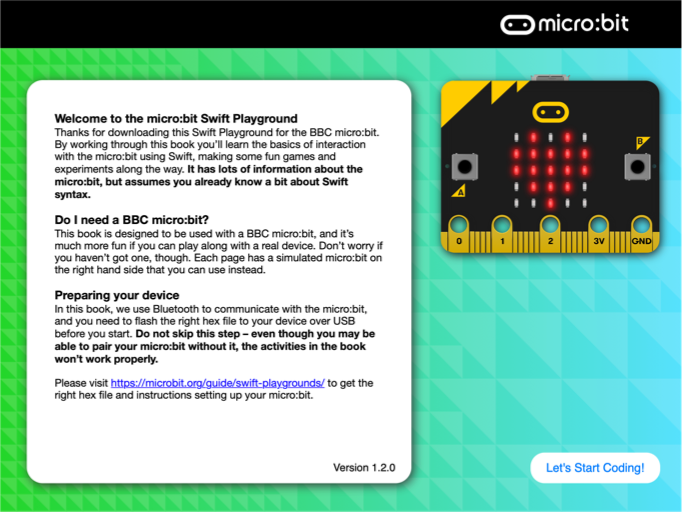 micro:bit
Welcome to the micro:bit Swift Playground
Thanks for downloading this Swift Playground for the BBC micro:bit.
By working through this book you'll learn the basics of interaction
with the micro:bit using Swift, making some fun games and
experiments along the way. It has lots of information about the
micro:bit, but assumes you already know a bit about Swift
syntax.
Do I need a BBC micro:bit?
This book is designed to be used with a BBC micro:bit, and it's
much more fun if you can play along with a real device. Don't worry if
you haven't got one, though. Each page has a simulated micro:bit on
the right hand side that you can use instead.
Preparing your device
In this book, we use Bluetooth to communicate with the micro:bit,
and you need to flash the right hex file to your device over USB
before you start. Do not skip this step – even though you may be
able to pair your micro:bit without it, the activities in the book
won't work properly.
Please visit https://microbit.org/guide/swift-playgrounds/ to get the
right hex file and instructions setting up your micro:bit.
Version 1.2.0
B
A
0 1 2 3V GND
Let's Start Coding!